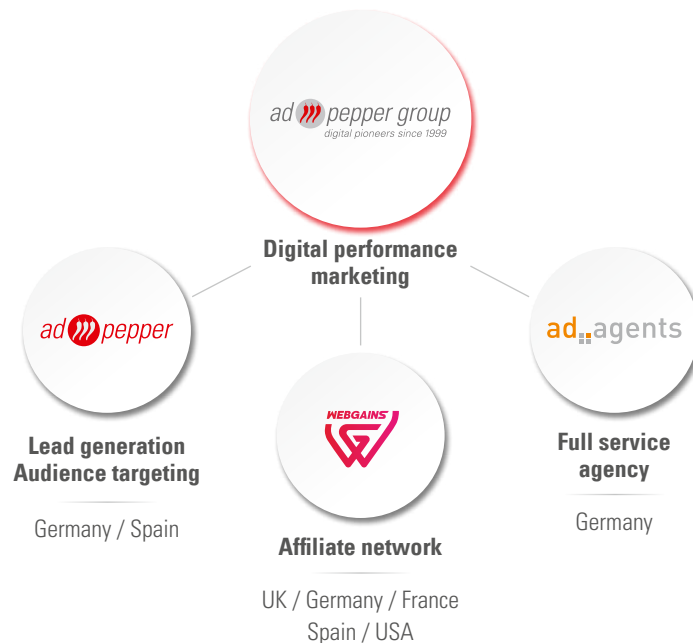 ad pepper group
digital pioneers since 1999
Digital performance
marketing
ad pepper
Lead generation
Audience targeting
Germany / Spain
WEBGAINS
Affiliate network
UK / Germany / France
Spain / USA
ad agents
Full service
agency
Germany